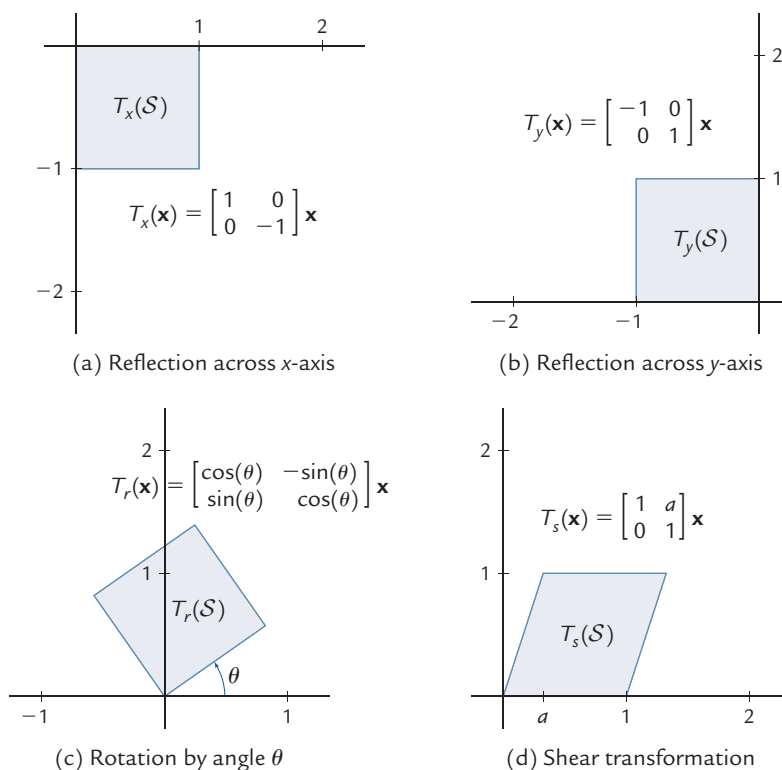 1 2
T_x(S)
−1
T_x(x) = [1 0; 0 −1] x
−2
(a) Reflection across x-axis
2
T_y(x) = [−1 0; 0 1] x
1
T_y(S)
−2 −1
(b) Reflection across y-axis
2
T_r(x) = [cos(θ) −sin(θ); sin(θ) cos(θ)] x
1
T_r(S)
θ
−1 1
(c) Rotation by angle θ
2
T_s(x) = [1 a; 0 1] x
1
T_s(S)
a 1 2
(d) Shear transformation